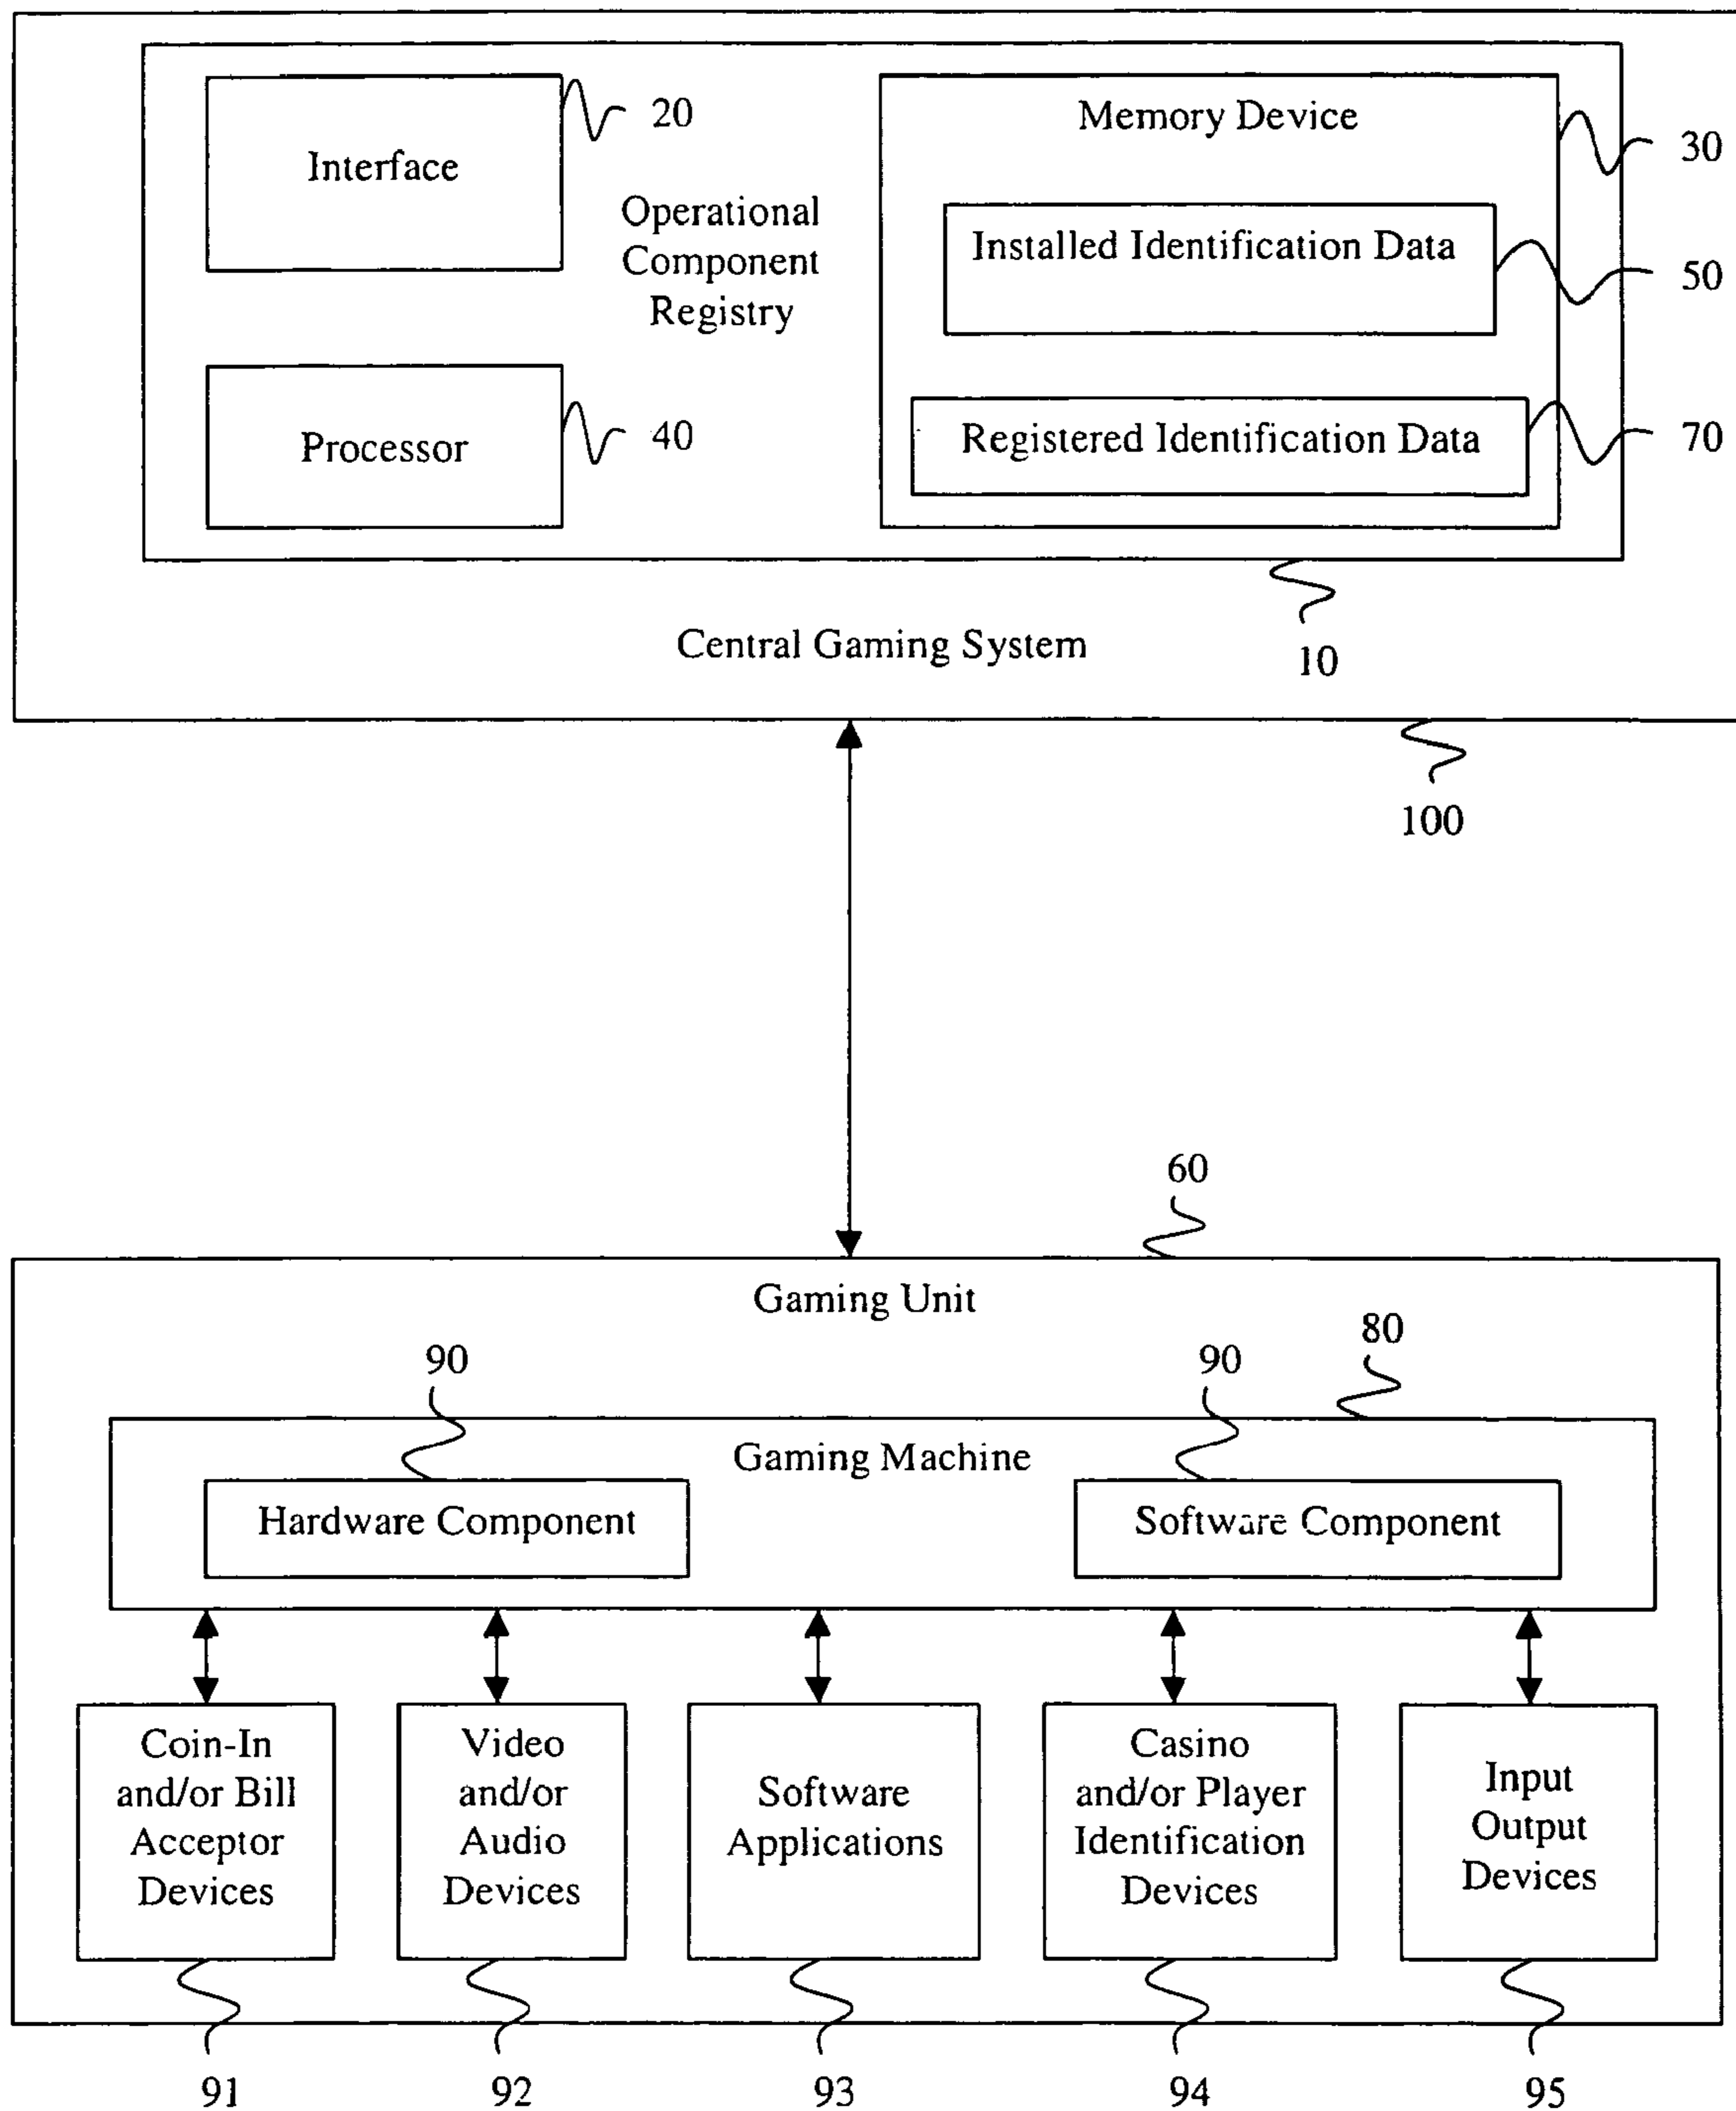 20
Memory Device
30
Interface
Operational
Component
Registry
Installed Identification Data
50
Processor
40
Registered Identification Data
70
Central Gaming System
10
100
60
Gaming Unit
80
90
90
Gaming Machine
Hardware Component
Software Component
Coin-In
and/or Bill
Acceptor
Devices
Video
and/or
Audio
Devices
Software
Applications
Casino
and/or Player
Identification
Devices
Input
Output
Devices
91
92
93
94
95